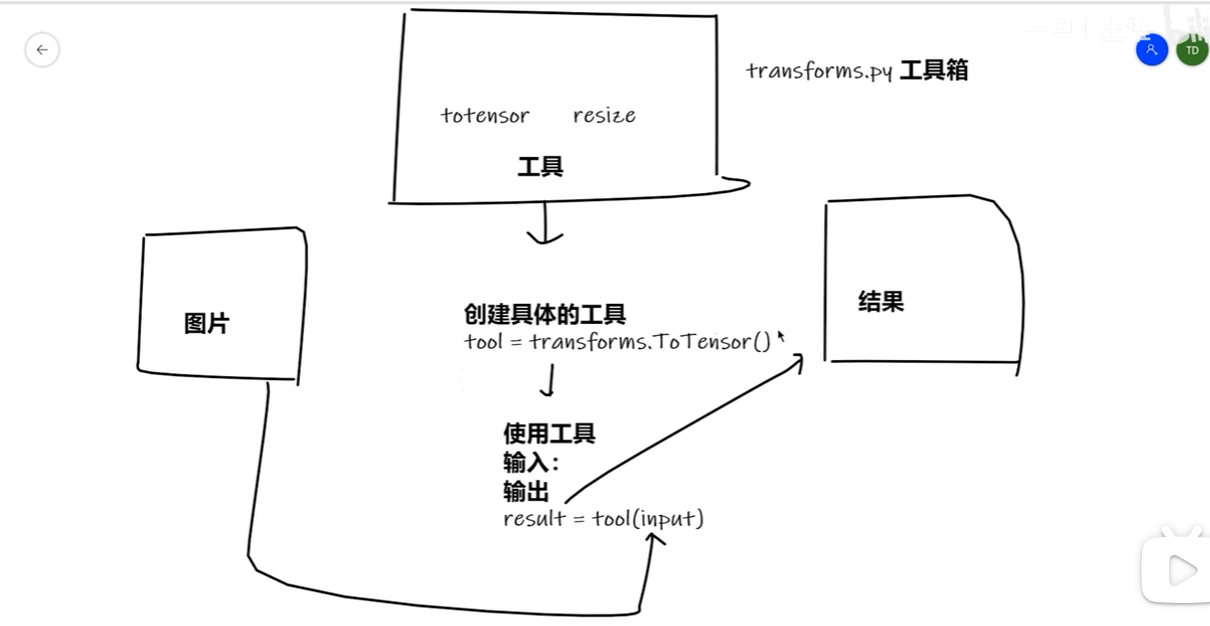 transforms.py 工具箱
TD
totensor resize
工具
图片
创建具体的工具
tool = transforms.ToTensor()
结果
使用工具
输入：
输出
result = tool(input)